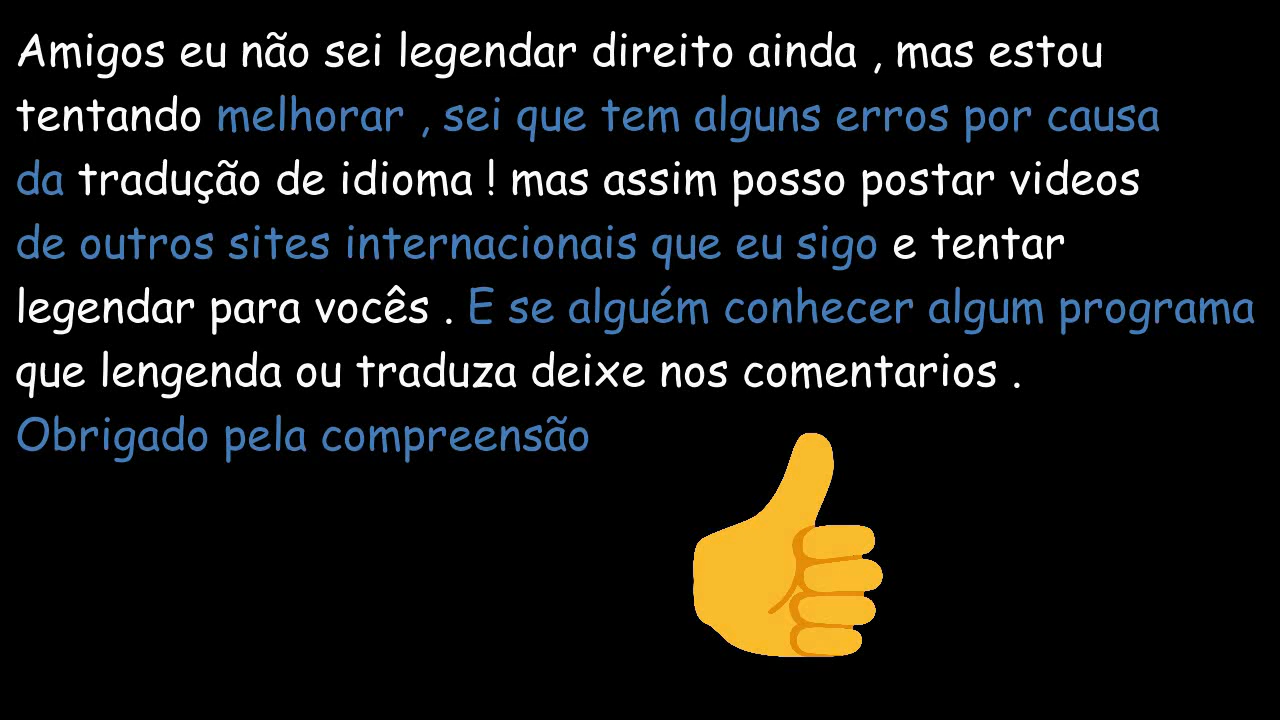 Amigos eu não sei legendar direito ainda , mas estou
tentando melhorar , sei que tem alguns erros por causa
da tradução de idioma ! mas assim posso postar videos
de outros sites internacionais que eu sigo e tentar
legendar para vocês . E se alguém conhecer algum programa
que lengenda ou traduza deixe nos comentarios .
Obrigado pela compreensão